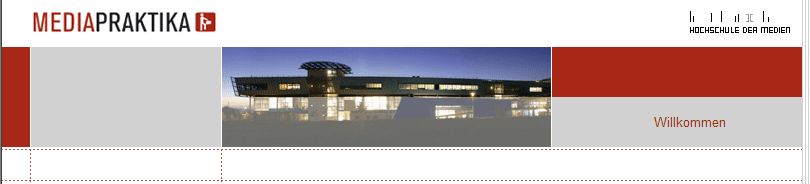 MEDIAPRAKTIKA
HOCHSCHULE DER MEDIEN
Willkommen